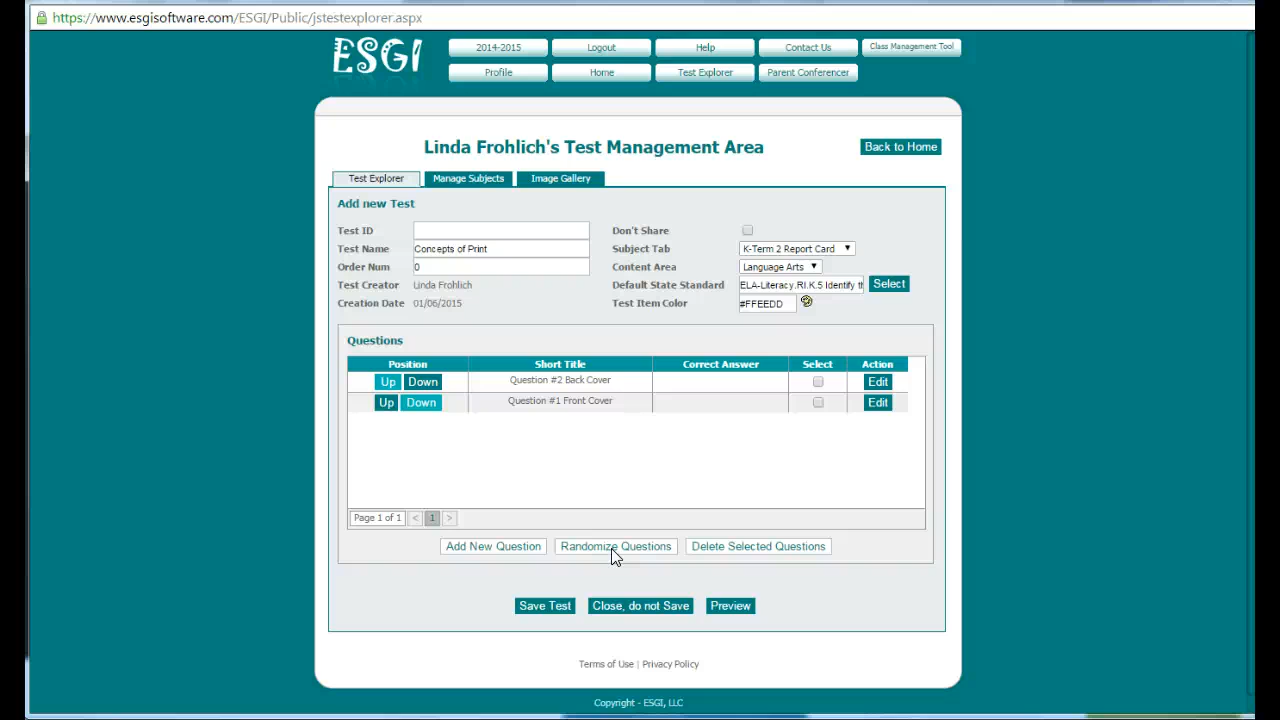 https://www.esgisoftware.com/ESGI/Public/jstestexplorer.aspx
ESGI
2014-2015 Logout Help Contact Us Class Management Tool
Profile Home Test Explorer Parent Conferencer
Linda Frohlich's Test Management Area Back to Home
Test Explorer Manage Subjects Image Gallery
Add new Test
Test ID Don't Share
Test Name Concepts of Print Subject Tab K-Term 2 Report Card
Order Num 0 Content Area Language Arts
Test Creator Linda Frohlich Default State Standard ELA-Literacy.RI.K.5 Identify th Select
Creation Date 01/06/2015 Test Item Color #FFEEDD
Questions
Position Short Title Correct Answer Select Action
Up Down Question #2 Back Cover Edit
Up Down Question #1 Front Cover Edit
Page 1 of 1 < 1 >
Add New Question Randomize Questions Delete Selected Questions
Save Test Close, do not Save Preview
Terms of Use | Privacy Policy
Copyright - ESGI, LLC